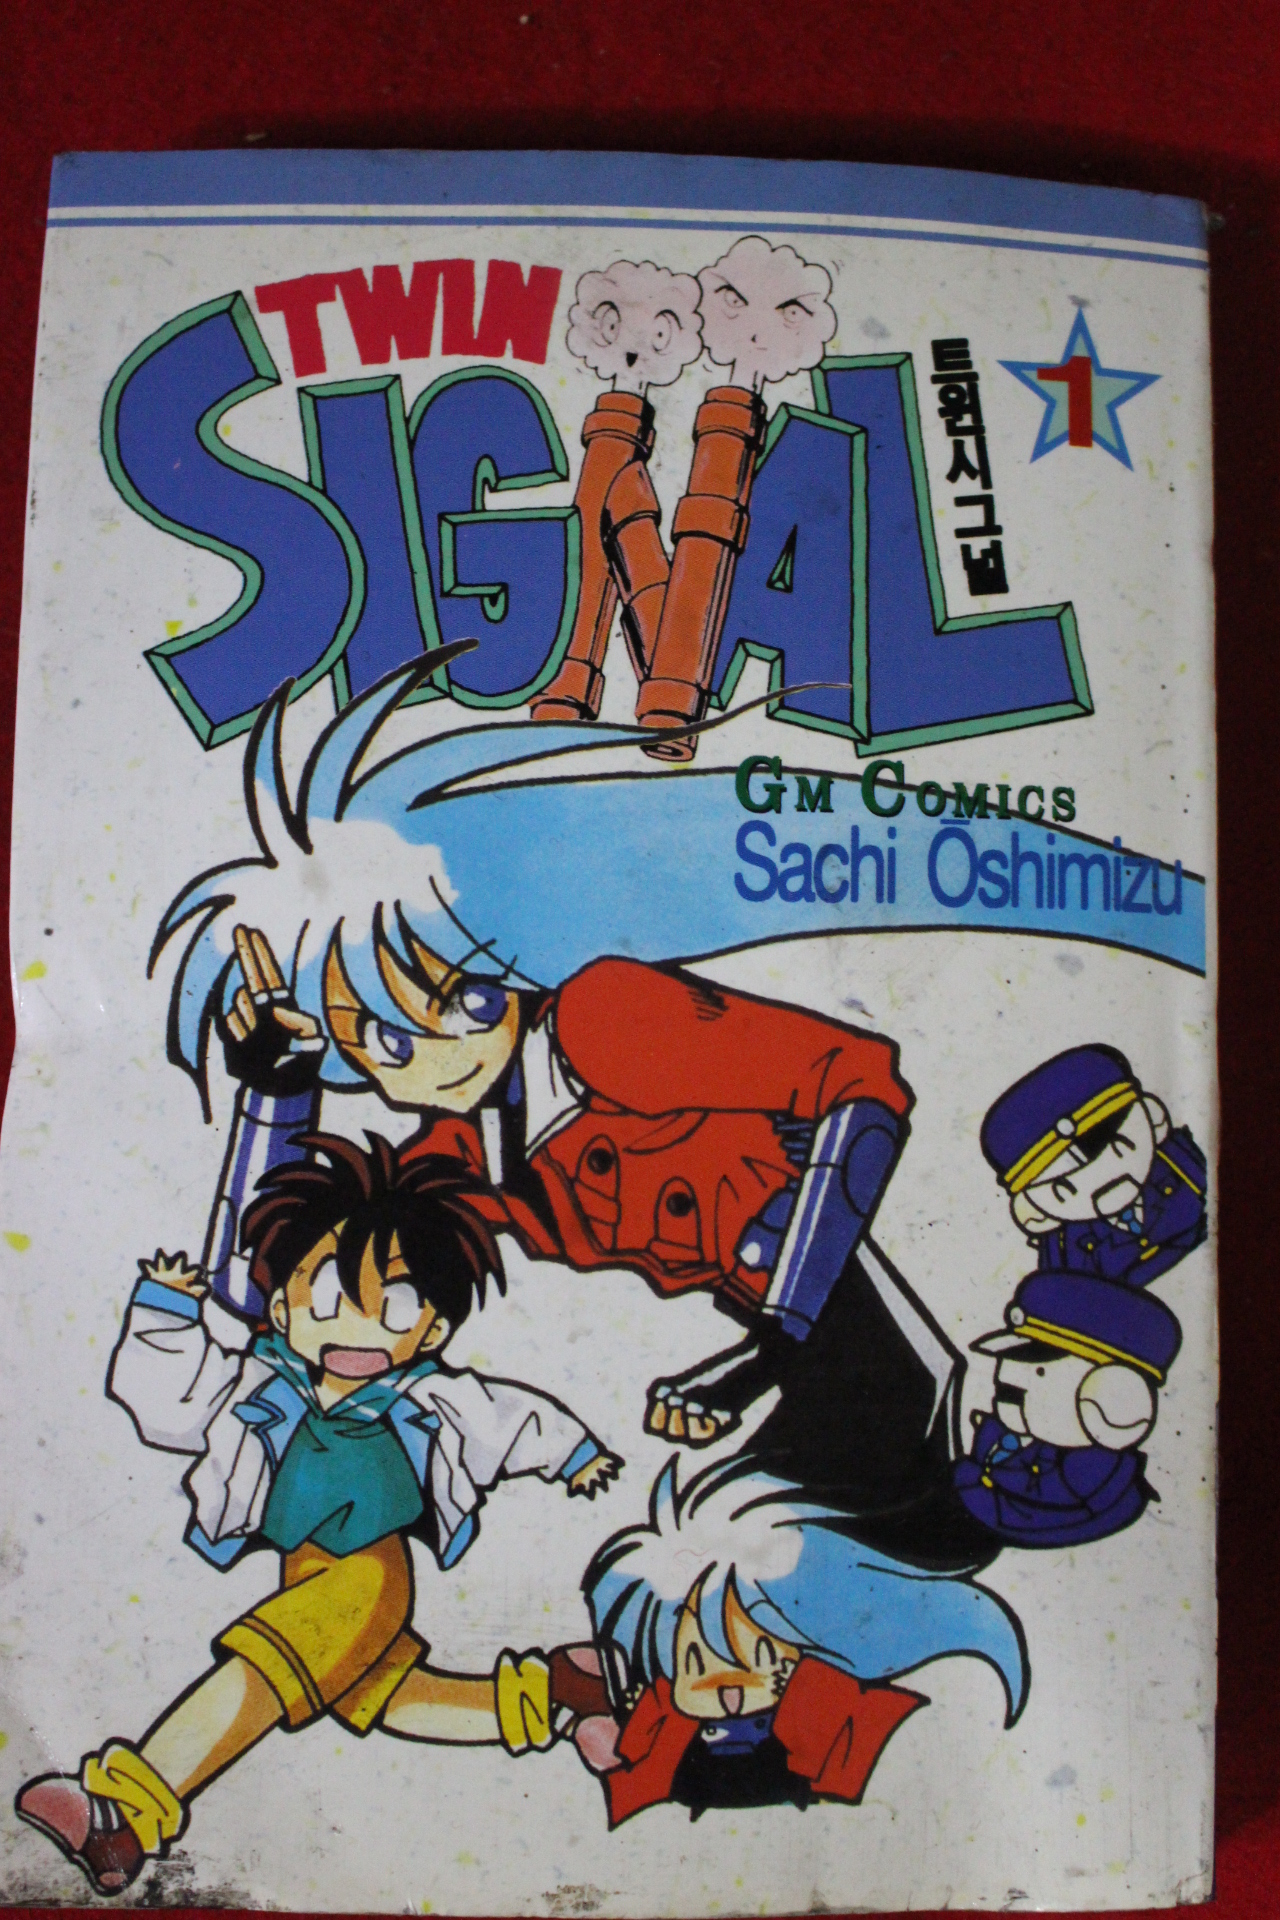 TWIN
SIGNAL
트윈시그널
1
GM COMICS
Sachi Ōshimizu